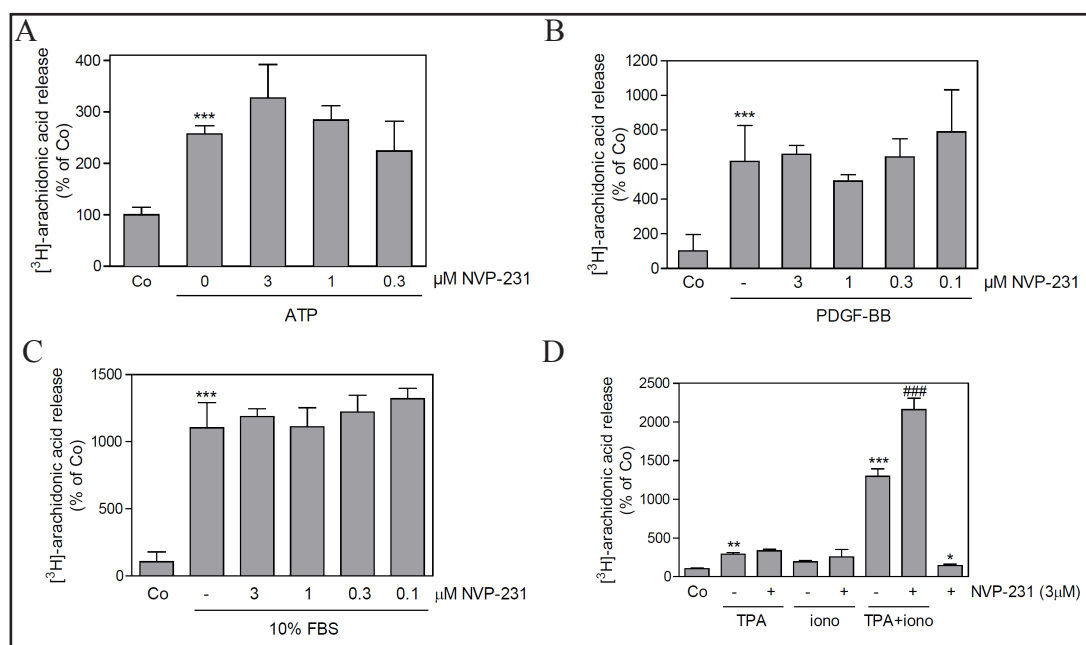 A
[³H]-arachidonic acid release
(% of Co)
400
300
200
100
0
***
Co 0 3 1 0.3 µM NVP-231
ATP
B
[³H]-arachidonic acid release
(% of Co)
1200
1000
800
600
400
200
0
***
Co - 3 1 0.3 0.1 µM NVP-231
PDGF-BB
C
[³H]-arachidonic acid release
(% of Co)
1500
1000
500
0
***
Co - 3 1 0.3 0.1 µM NVP-231
10% FBS
D
[³H]-arachidonic acid release
(% of Co)
2500
2000
1500
1000
500
0
**
***
###
*
Co - + - + - + + NVP-231 (3µM)
TPA iono TPA+iono